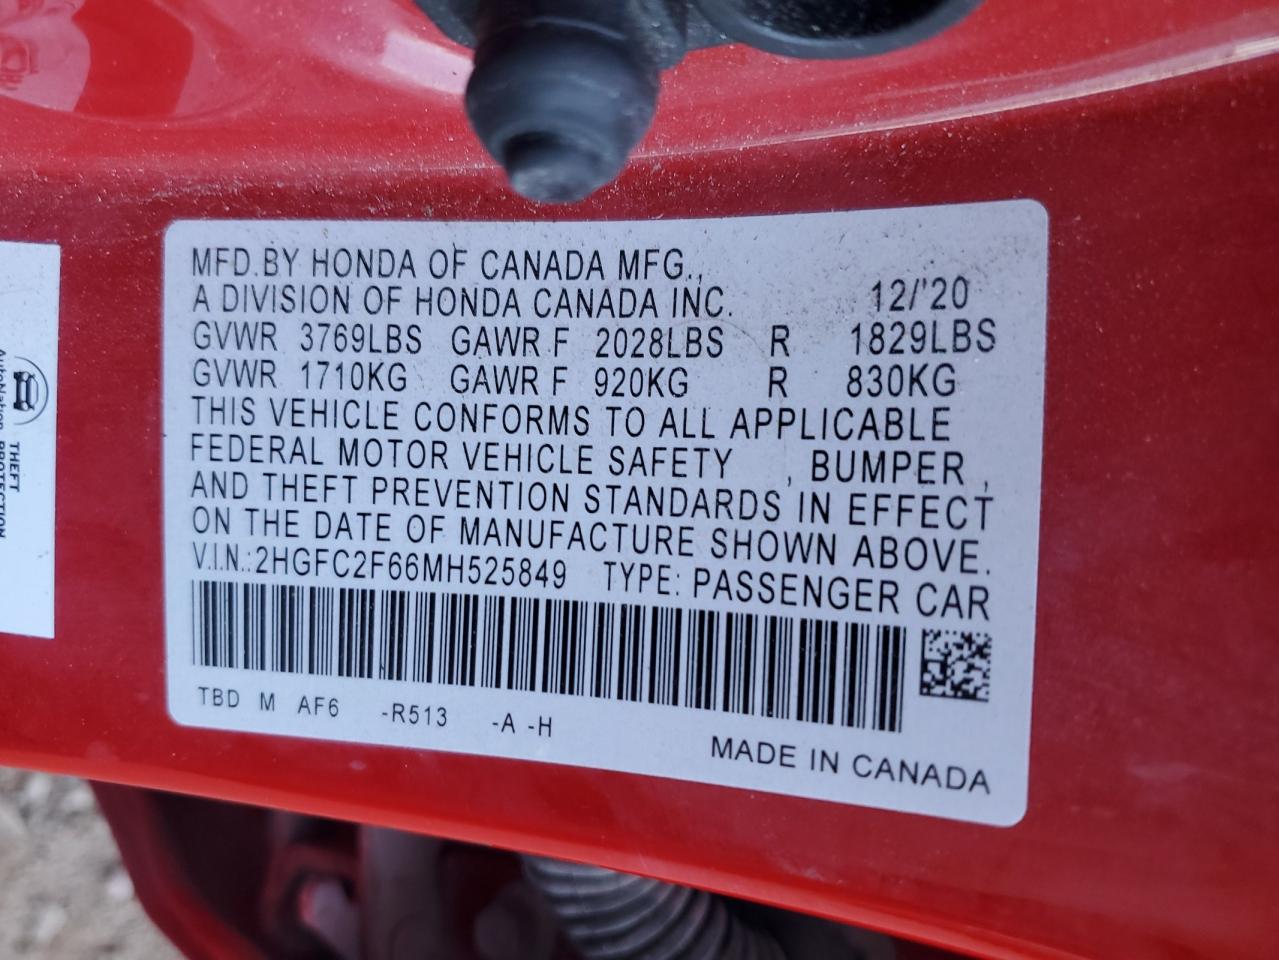 MFD.BY HONDA OF CANADA MFG.,
A DIVISION OF HONDA CANADA INC. 12/'20
GVWR 3769LBS GAWR F 2028LBS R 1829LBS
GVWR 1710KG GAWR F 920KG R 830KG
THIS VEHICLE CONFORMS TO ALL APPLICABLE
FEDERAL MOTOR VEHICLE SAFETY , BUMPER ,
AND THEFT PREVENTION STANDARDS IN EFFECT
ON THE DATE OF MANUFACTURE SHOWN ABOVE.
V.I.N.:2HGFC2F66MH525849 TYPE: PASSENGER CAR
TBD M AF6 -R513 -A -H
MADE IN CANADA
AutoNation PROTECTION
THEFT